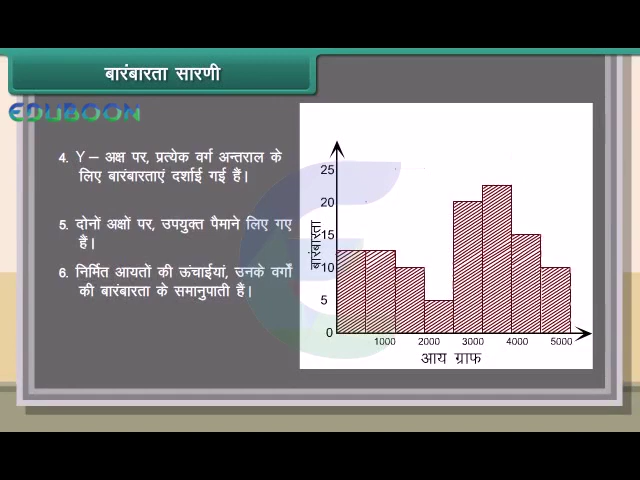 बारंबारता सारणी
EDUBOON
4. Y – अक्ष पर, प्रत्येक वर्ग अन्तराल के
लिए बारंबारताएं दर्शाई गई हैं।
5. दोनों अक्षों पर, उपयुक्त पैमाने लिए गए
हैं।
6. निर्मित आयतों की ऊंचाईयां, उनके वर्गों
की बारंबारता के समानुपाती हैं।
बारंबारता
25
20
15
10
5
0
1000 2000 3000 4000 5000
आय ग्राफ